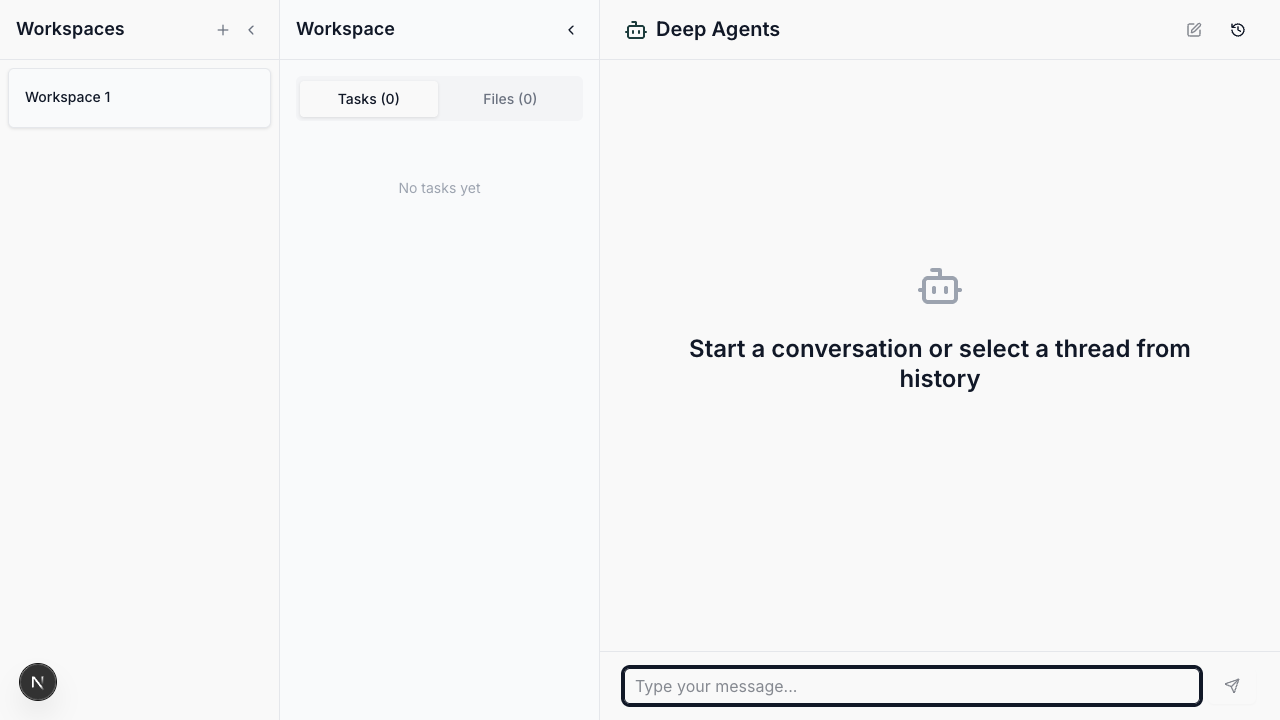 Workspaces
Workspace 1
Workspace
Tasks (0)
Files (0)
No tasks yet
Deep Agents
Start a conversation or select a thread from
history
Type your message...
N